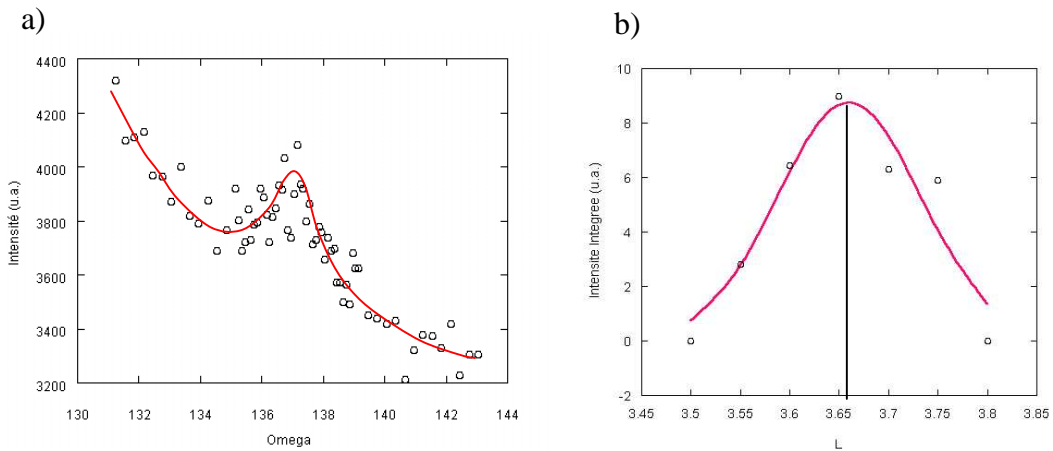 a)
4400
4200
4000
3800
3600
3400
3200
Intensité (u.a.)
130 132 134 136 138 140 142 144
Omega
b)
10
8
6
4
2
0
-2
Intensite Integree (u.a.)
3.45 3.5 3.55 3.6 3.65 3.7 3.75 3.8 3.85
L